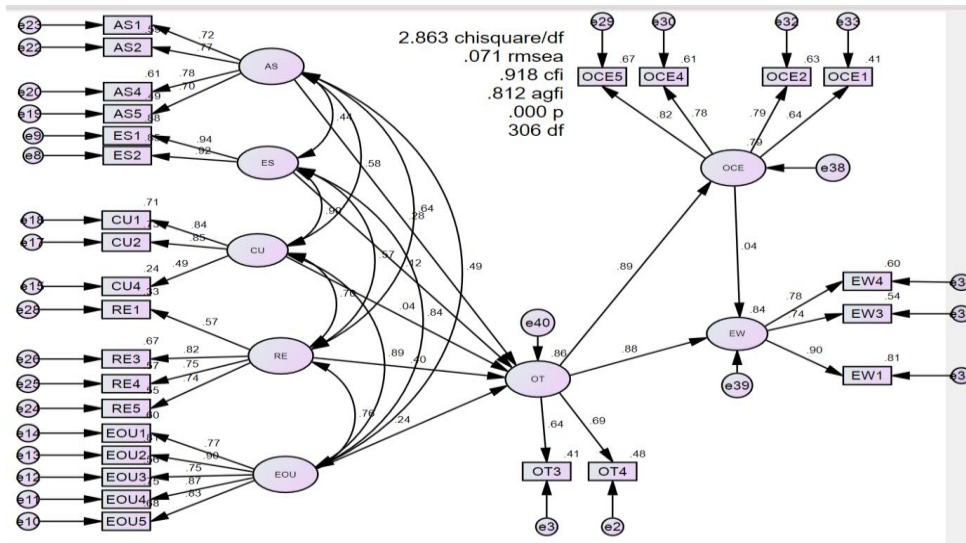 2.863 chisquare/df
.071 rmsea
.918 cfi
.812 agfi
.000 p
306 df
e23
AS1
.72
e22
AS2
.77
AS
.61
.78
e20
AS4
.70
e19
AS5
e9
ES1
.94
e8
ES2
.92
ES
.44
.58
.64
.28
.71
e18
CU1
.84
e17
CU2
.85
CU
.57
.49
.24
e15
CU4
.49
e28
RE1
.57
.04
.84
.67
.82
e26
RE3
.75
e25
RE4
.74
e24
RE5
RE
.89
.40
.76
.24
e14
EOU1
.77
e13
EOU2
.90
e12
EOU3
.75
e11
EOU4
.87
e10
EOU5
.83
EOU
e29
e30
e32
e33
OCE5
.67
OCE4
.61
OCE2
.63
OCE1
.41
.82
.78
.79
.64
.79
OCE
e38
.89
.04
e40
.86
OT
.88
.84
EW
e39
.78
.74
.90
EW4
.60
EW3
.54
EW1
.81
.64
.69
OT3
.41
OT4
.48
e3
e2